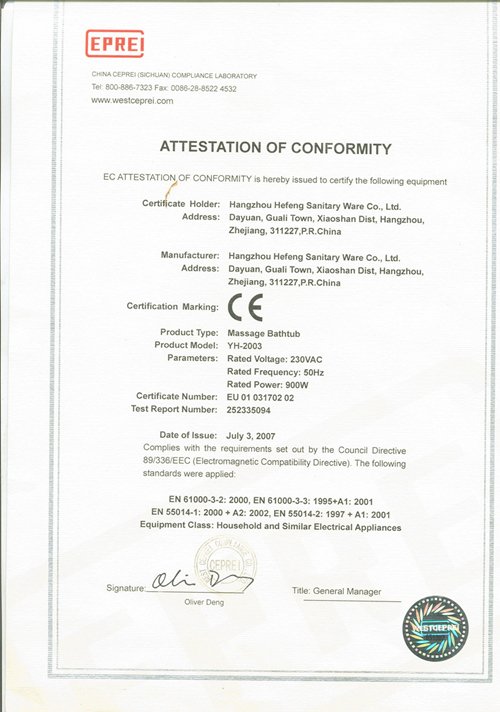 CEPREI
CHINA CEPREI (SICHUAN) COMPLIANCE LABORATORY
Tel: 800-886-7323 Fax: 0086-28-8522 4532
www.westceprei.com
ATTESTATION OF CONFORMITY
EC ATTESTATION OF CONFORMITY is hereby issued to certify the following equipment
Certificate Holder: Hangzhou Hefeng Sanitary Ware Co., Ltd.
Address: Dayuan, Guali Town, Xiaoshan Dist, Hangzhou,
Zhejiang, 311227,P.R.China
Manufacturer: Hangzhou Hefeng Sanitary Ware Co., Ltd.
Address: Dayuan, Guali Town, Xiaoshan Dist, Hangzhou,
Zhejiang, 311227,P.R.China
Certification Marking: CE
Product Type: Massage Bathtub
Product Model: YH-2003
Parameters: Rated Voltage: 230VAC
Rated Frequency: 50Hz
Rated Power: 900W
Certificate Number: EU 01 031702 02
Test Report Number: 252335094
Date of Issue: July 3, 2007
Complies with the requirements set out by the Council Directive
89/336/EEC (Electromagnetic Compatibility Directive). The following
standards were applied:
EN 61000-3-2: 2000, EN 61000-3-3: 1995+A1: 2001
EN 55014-1: 2000 + A2: 2002, EN 55014-2: 1997 + A1: 2001
Equipment Class: Household and Similar Electrical Appliances
CEPREI
Signature: Olin Deng Title: General Manager
Oliver Deng
WESTCEPREI